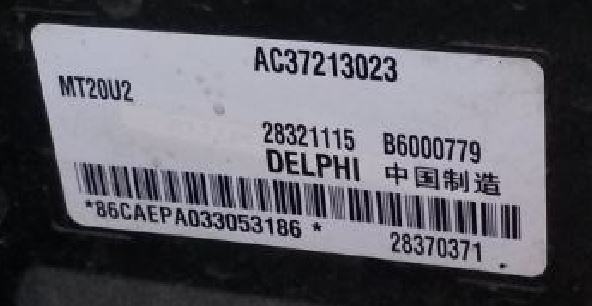 AC37213023
MT20U2
28321115 B6000779
DELPHI 中国制造
*86CAEPA033053186 *
28370371